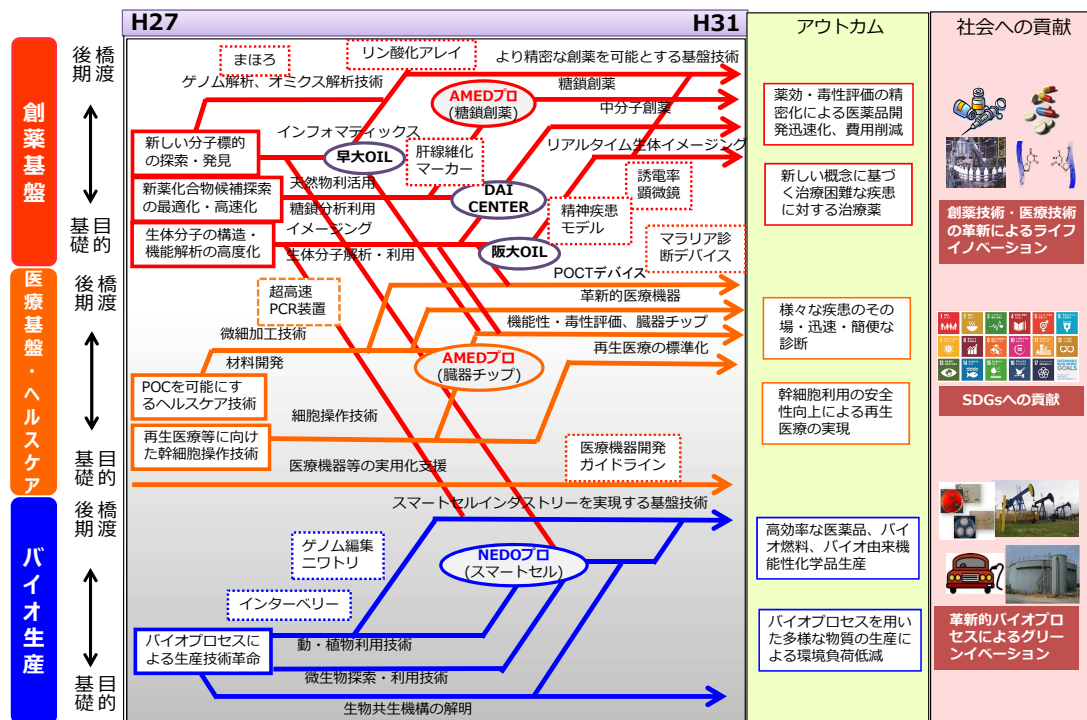 H27
H31
アウトカム
社会への貢献
創薬基盤
橋渡後期
目的基礎
まほろ
リン酸化アレイ
より精密な創薬を可能とする基盤技術
ゲノム解析、オミクス解析技術
糖鎖創薬
AMEDプロ
(糖鎖創薬)
中分子創薬
新しい分子標的
の探索・発見
インフォマティックス
早大OIL
肝線維化
マーカー
リアルタイム生体イメージング
新薬化合物候補探索
の最適化・高速化
天然物利活用
糖鎖分析利用
DAI
CENTER
誘電率
顕微鏡
精神疾患
モデル
生体分子の構造・
機能解析の高度化
イメージング
生体分子解析・利用
阪大OIL
マラリア診
断デバイス
薬効・毒性評価の精
密化による医薬品開
発迅速化、費用削減
新しい概念に基づ
く治療困難な疾患
に対する治療薬
創薬技術・医療技術
の革新によるライフ
イノベーション
医療基盤・ヘルスケア
橋渡後期
目的基礎
POCTデバイス
超高速
PCR装置
革新的医療機器
微細加工技術
機能性・毒性評価、臓器チップ
材料開発
AMEDプロ
(臓器チップ)
再生医療の標準化
POCを可能にす
るヘルスケア技術
細胞操作技術
再生医療等に向け
た幹細胞操作技術
医療機器等の実用化支援
医療機器開発
ガイドライン
様々な疾患のその
場・迅速・簡便な
診断
幹細胞利用の安全
性向上による再生
医療の実現
SDGsへの貢献
バイオ生産
橋渡後期
目的基礎
スマートセルインダストリーを実現する基盤技術
ゲノム編集
ニワトリ
NEDOプロ
(スマートセル)
インターベリー
バイオプロセスに
よる生産技術革命
動・植物利用技術
微生物探索・利用技術
生物共生機構の解明
高効率な医薬品、バイ
オ燃料、バイオ由来機
能性化学品生産
バイオプロセスを用い
た多様な物質の生産に
よる環境負荷低減
革新的バイオプロ
セスによるグリー
ンイベーション